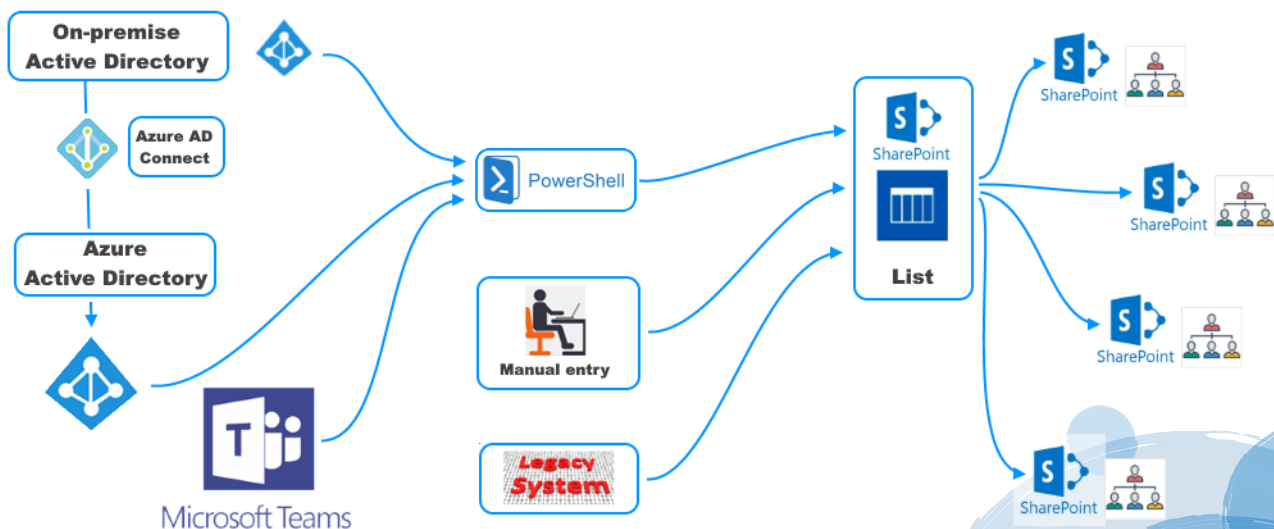 On-premise
Active Directory
Azure AD
Connect
Azure
Active Directory
T
Microsoft Teams
PowerShell
Manual entry
Legacy
System
S
SharePoint
List
S
SharePoint
S
SharePoint
S
SharePoint
S
SharePoint